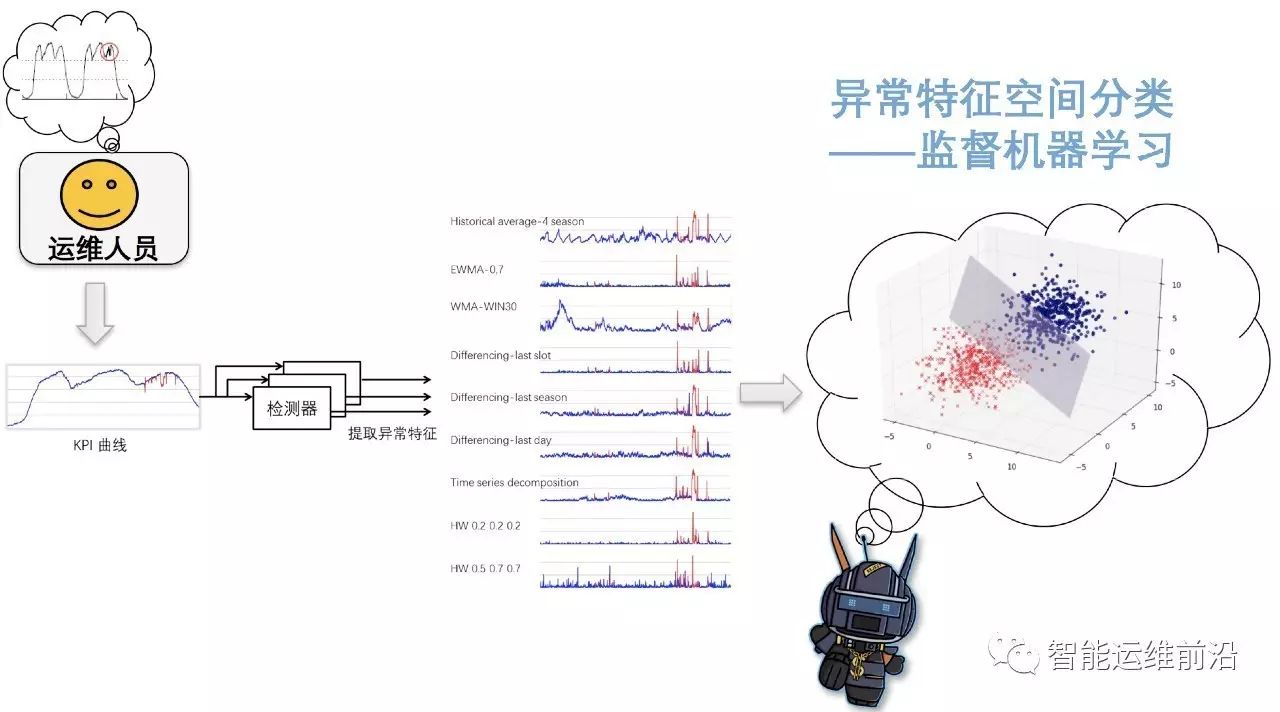 异常特征空间分类
——监督机器学习
运维人员
KPI 曲线
检测器
提取异常特征
Historical average-4 season
EWMA-0.7
WMA-WIN30
Differencing-last slot
Differencing-last season
Differencing-last day
Time series decomposition
HW 0.2 0.2 0.2
HW 0.5 0.7 0.7
10
5
0
−5
−5
0
5
10
−5
0
5
10
智能运维前沿